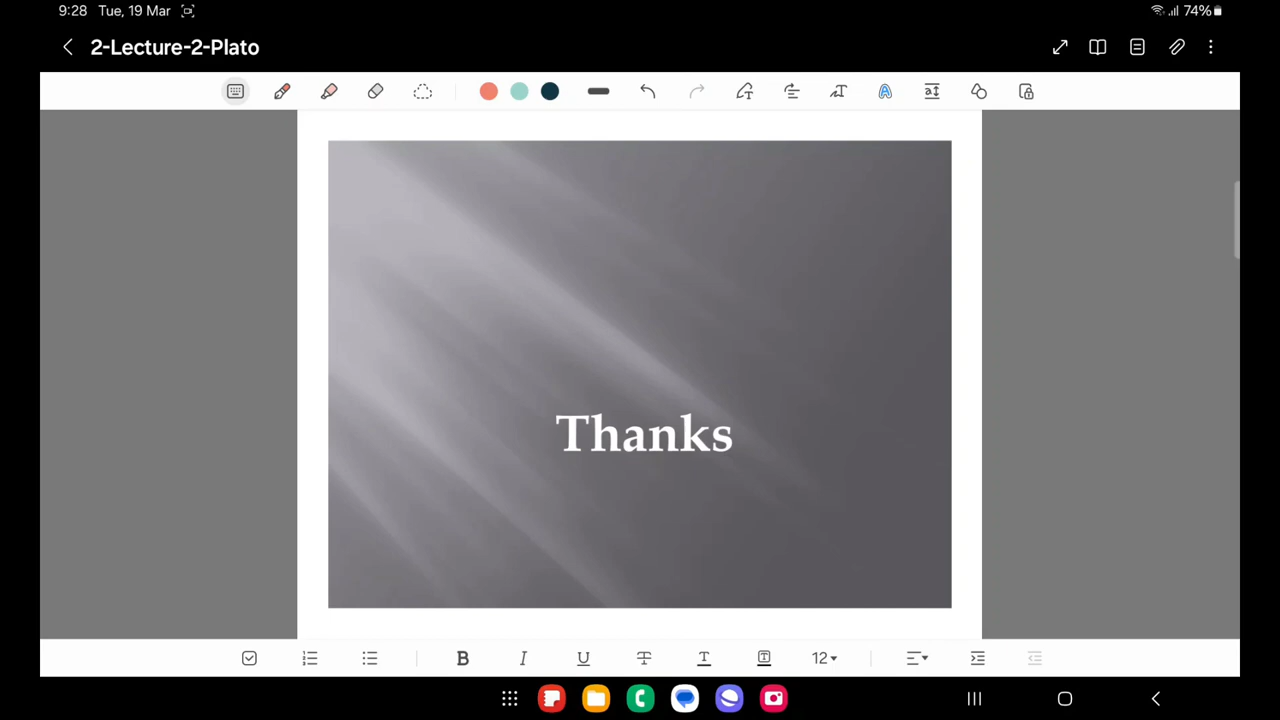 9:28 Tue, 19 Mar 74%
2-Lecture-2-Plato
Thanks
B I U T T T 12